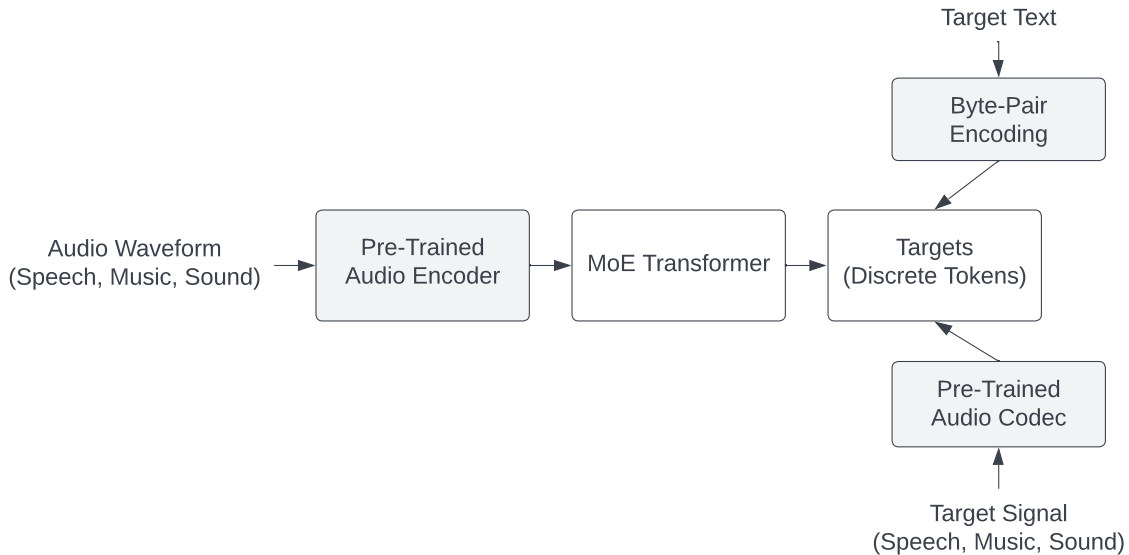 Target Text
Byte-Pair
Encoding
Audio Waveform
(Speech, Music, Sound)
Pre-Trained
Audio Encoder
MoE Transformer
Targets
(Discrete Tokens)
Pre-Trained
Audio Codec
Target Signal
(Speech, Music, Sound)